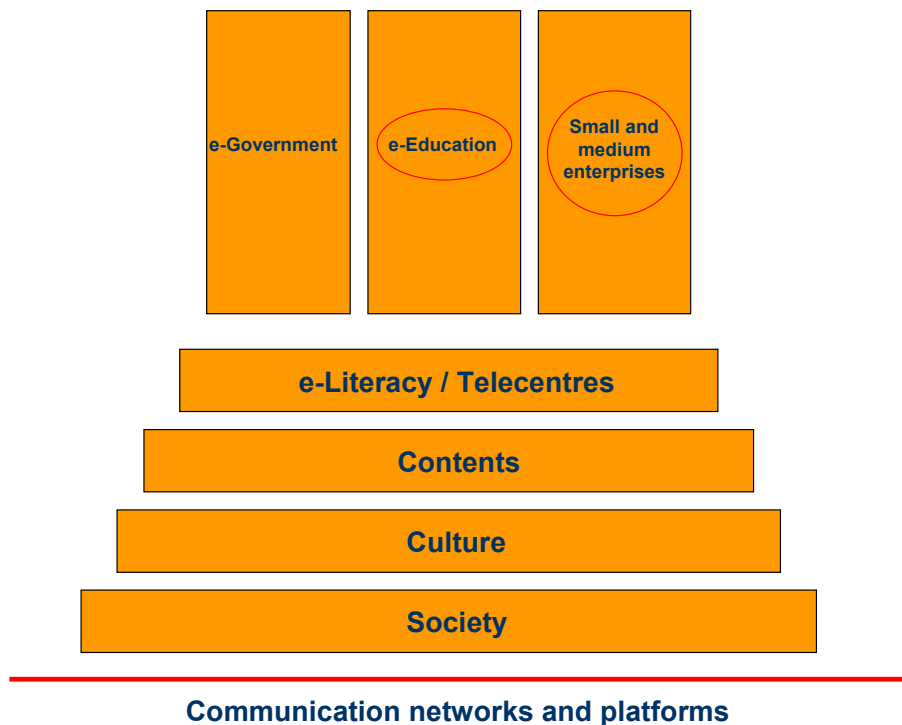 e-Government
e-Education
Small and
medium
enterprises
e-Literacy / Telecentres
Contents
Culture
Society
Communication networks and platforms